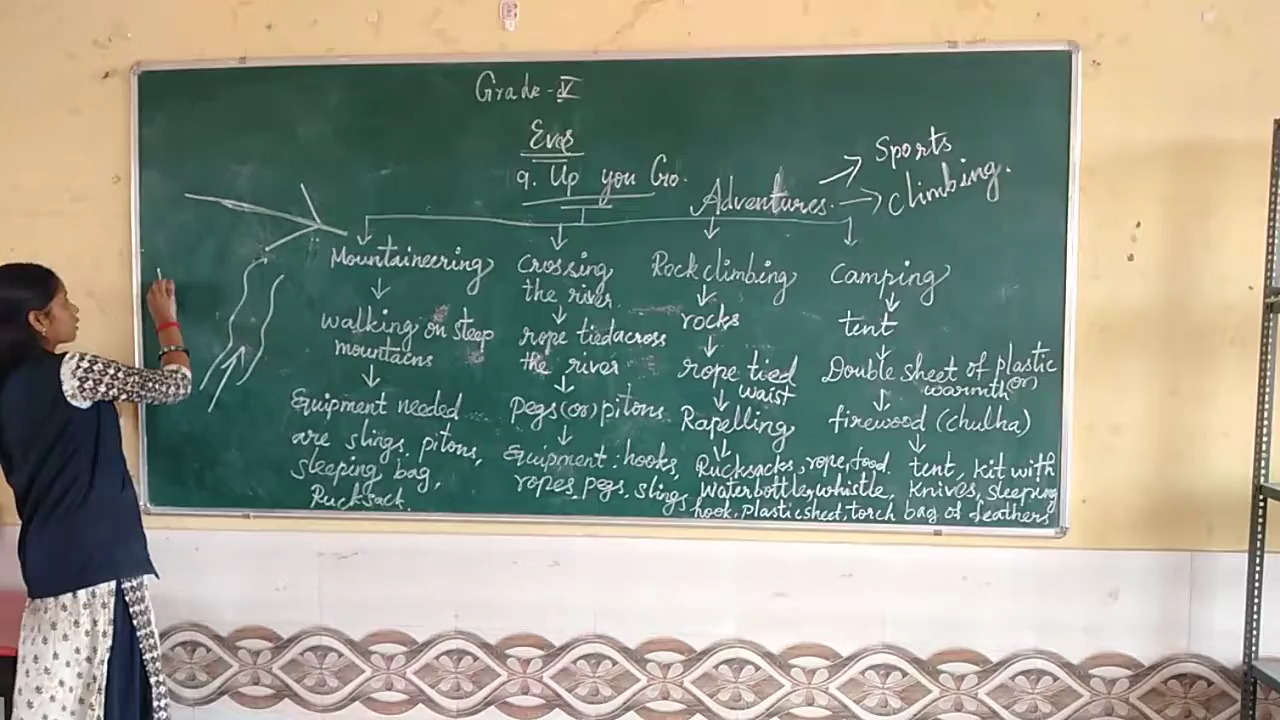 Grade-V
Evs
9. Up you Go.
Adventures.
Sports
climbing.
Mountaineering
walking on steep
mountains
Equipment needed
are slings, pitons,
sleeping bag,
Rucksack.
Crossing
the river.
rope tied across
the river
Pegs (or) pitons
Equipment: hooks,
ropes, pegs, slings
Rock climbing
rocks
rope tied
waist
Rapelling
Rucksacks, rope, food.
Waterbottle, whistle,
hook, plastic sheet, torch
Camping
tent
Double sheet of plastic
(or)
warmth
firewood (chulha)
tent, kit with
knives, sleeping
bag of feathers